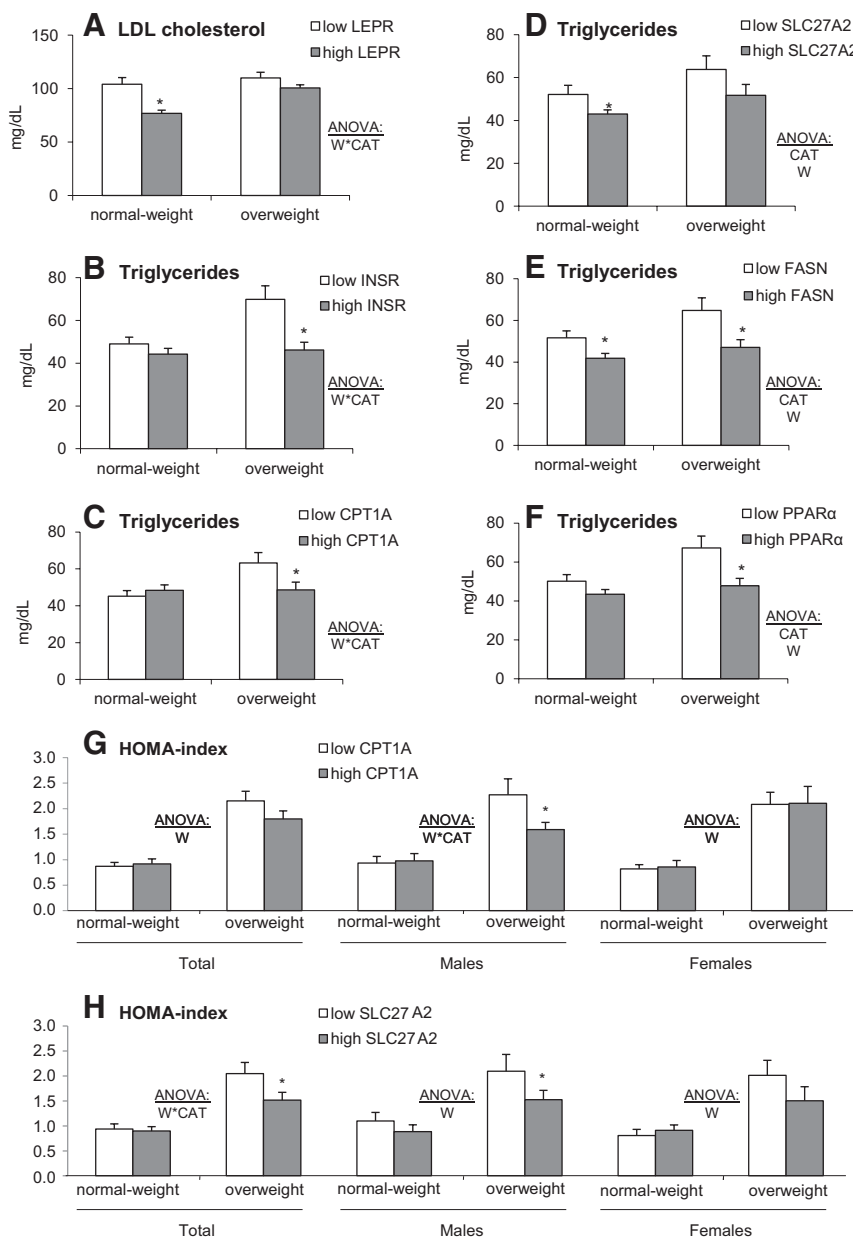 A LDL cholesterol
low LEPR
high LEPR
150
100
50
0
mg/dL
*
ANOVA:
W*CAT
normal-weight overweight
D Triglycerides
low SLC27A2
high SLC27A2
80
60
40
20
0
mg/dL
*
ANOVA:
CAT
W
normal-weight overweight
B Triglycerides
low INSR
high INSR
80
60
40
20
0
mg/dL
*
ANOVA:
W*CAT
normal-weight overweight
E Triglycerides
low FASN
high FASN
80
60
40
20
0
mg/dL
* *
ANOVA:
CAT
W
normal-weight overweight
C Triglycerides
low CPT1A
high CPT1A
80
60
40
20
0
mg/dL
*
ANOVA:
W*CAT
normal-weight overweight
F Triglycerides
low PPARα
high PPARα
80
60
40
20
0
mg/dL
*
ANOVA:
CAT
W
normal-weight overweight
G HOMA-index
low CPT1A
high CPT1A
3.0
2.5
2.0
1.5
1.0
0.5
0.0
*
ANOVA: ANOVA: ANOVA:
W W*CAT W
normal-weight overweight normal-weight overweight normal-weight overweight
Total Males Females
H HOMA-index
low SLC27A2
high SLC27A2
3.0
2.5
2.0
1.5
1.0
0.5
0.0
* *
ANOVA: ANOVA: ANOVA:
W*CAT W W
normal-weight overweight normal-weight overweight normal-weight overweight
Total Males Females